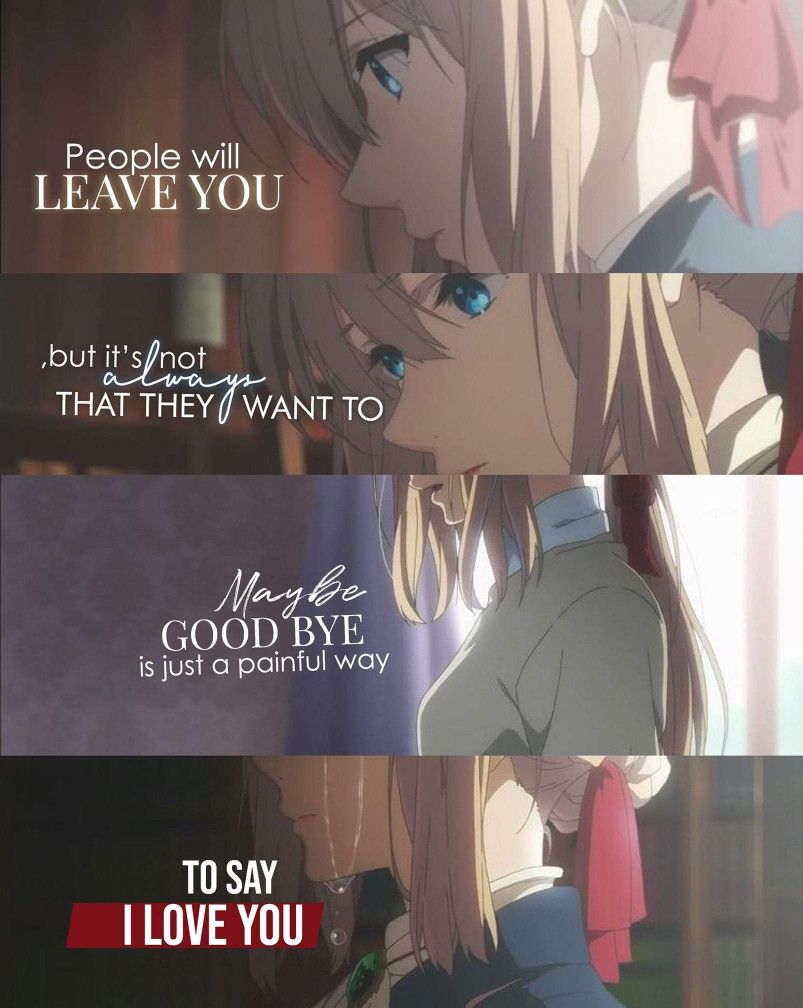 People will
LEAVE YOU
,but it's not
always
THAT THEY WANT TO
Maybe
GOOD BYE
is just a painful way
TO SAY
I LOVE YOU